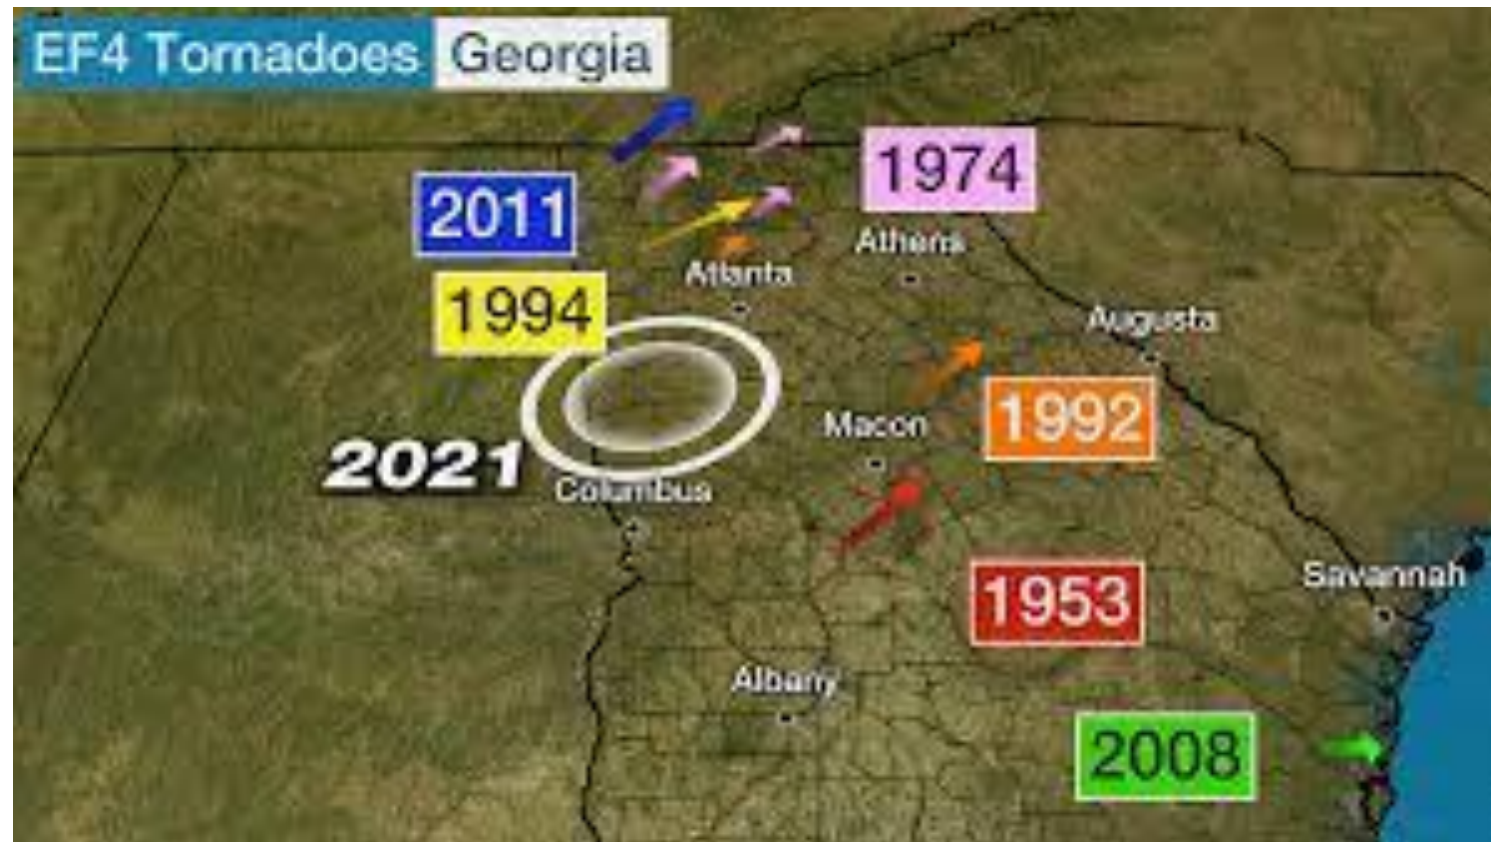 EF4 Tornadoes Georgia
1974
2011
Athens
Atlanta
1994
Augusta
1992
Macon
2021
Columbus
Savannah
1953
Albany
2008